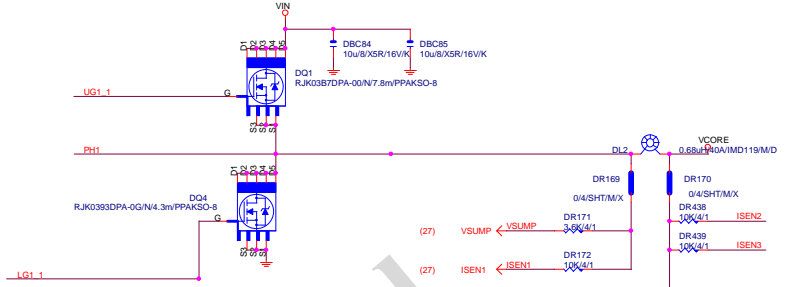 VIN
DBC84
10u/8/X5R/16V/K
DBC85
10u/8/X5R/16V/K
D1
D2
D3
D4
D5
DQ1
RJK03B7DPA-00/N/7.8m/PPAKSO-8
UG1_1
G
S3
S2
S1
PH1
DL2
VCORE
0.68uH/40A/IMD119/M/D
D1
D2
D3
D4
D5
DR169
0/4/SHT/M/X
DR170
0/4/SHT/M/X
DQ4
RJK0393DPA-0G/N/4.3m/PPAKSO-8
G
S3
S2
S1
DR438
10K/4/1
ISEN2
DR171
3.6K/4/1
(27)
VSUMP
VSUMP
DR439
10K/4/1
ISEN3
DR172
10K/4/1
(27)
ISEN1
ISEN1
LG1_1